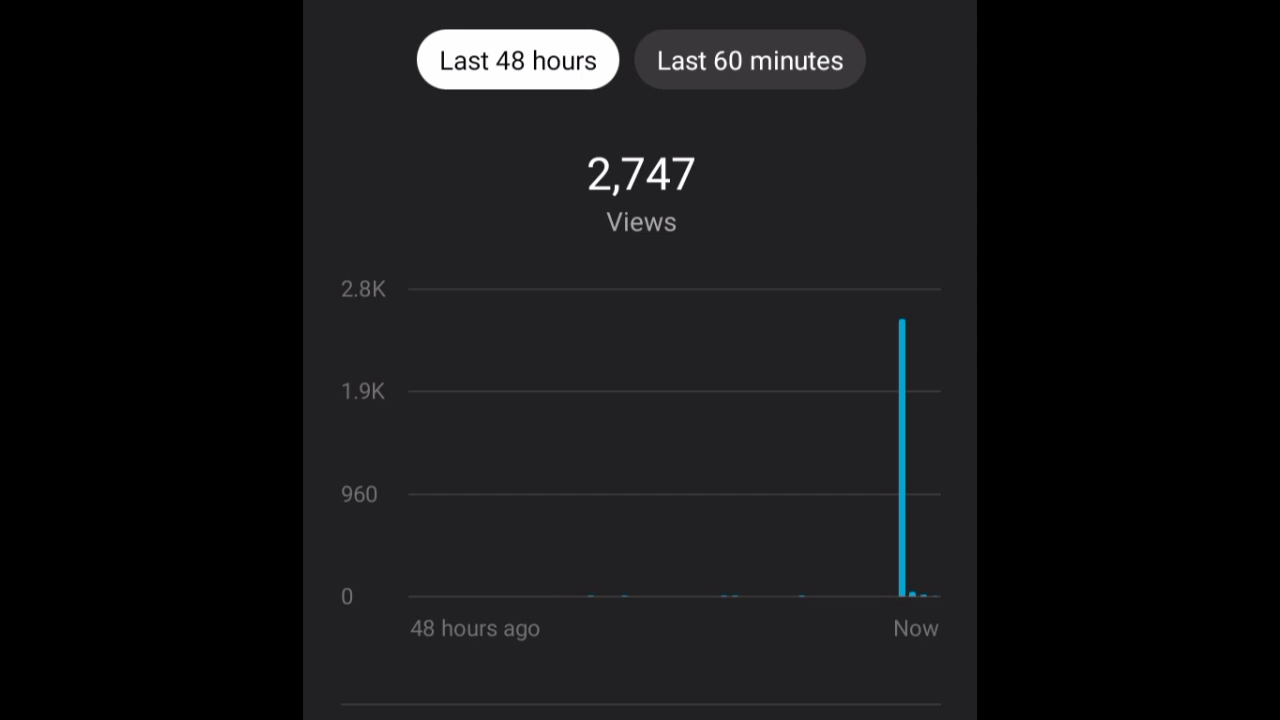 Last 48 hours Last 60 minutes
2,747
Views
2.8K
1.9K
960
0
48 hours ago Now